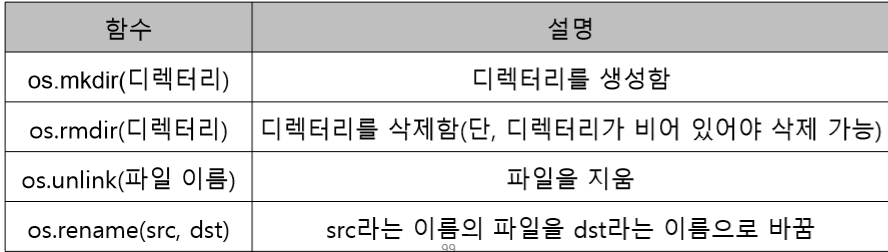 함수 설명
os.mkdir(디렉터리) 디렉터리를 생성함
os.rmdir(디렉터리) 디렉터리를 삭제함(단, 디렉터리가 비어 있어야 삭제 가능)
os.unlink(파일 이름) 파일을 지움
os.rename(src, dst) src라는 이름의 파일을 dst라는 이름으로 바꿈
99